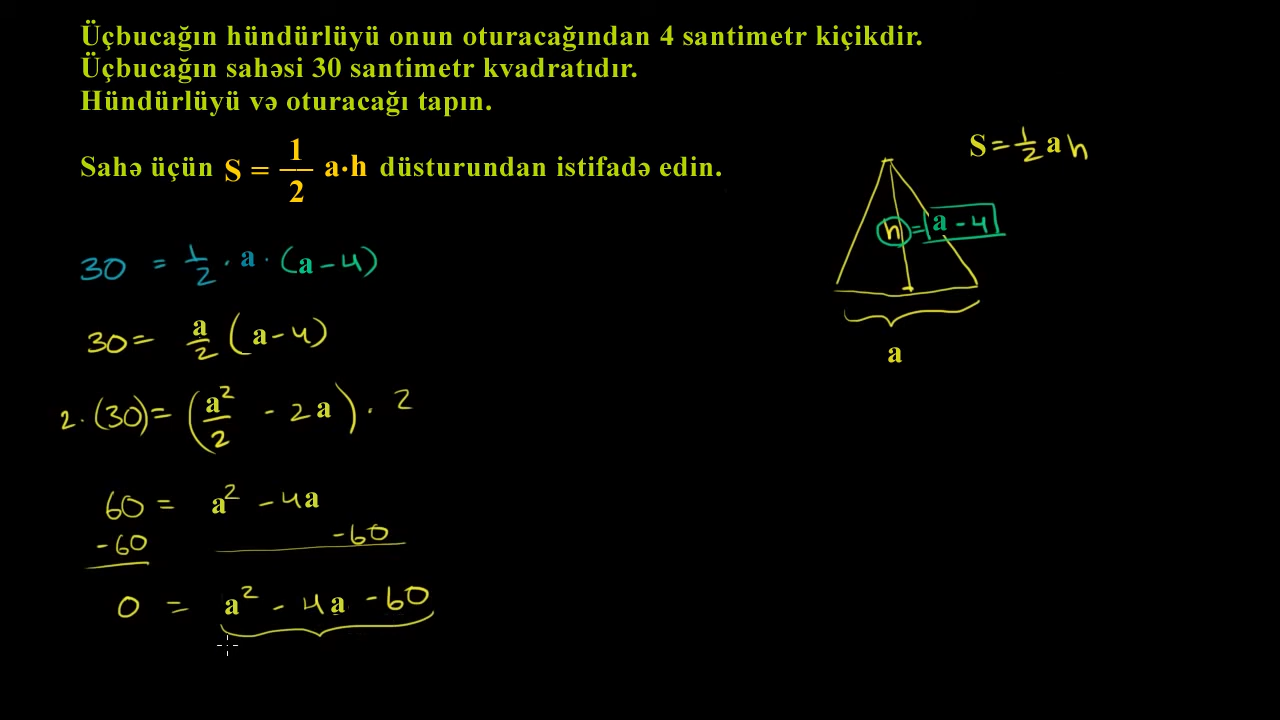 Üçbucağın hündürlüyü onun oturacağından 4 santimetr kiçikdir.
Üçbucağın sahəsi 30 santimetr kvadratıdır.
Hündürlüyü və oturacağı tapın.
Sahə üçün S = 1/2 a·h düsturundan istifadə edin.
S = 1/2 a h
h = a - 4
a
30 = 1/2 · a · (a - 4)
30 = a/2 (a - 4)
2 · (30) = (a²/2 - 2a) · 2
60 = a² - 4a
-60 -60
0 = a² - 4a - 60